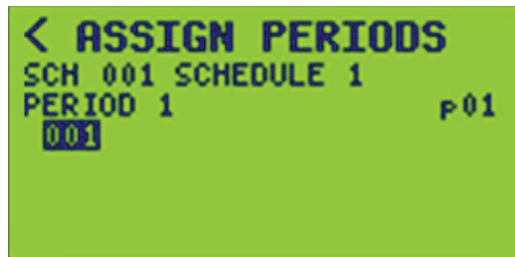 < ASSIGN PERIODS
SCH 001 SCHEDULE 1
PERIOD 1 p01
001